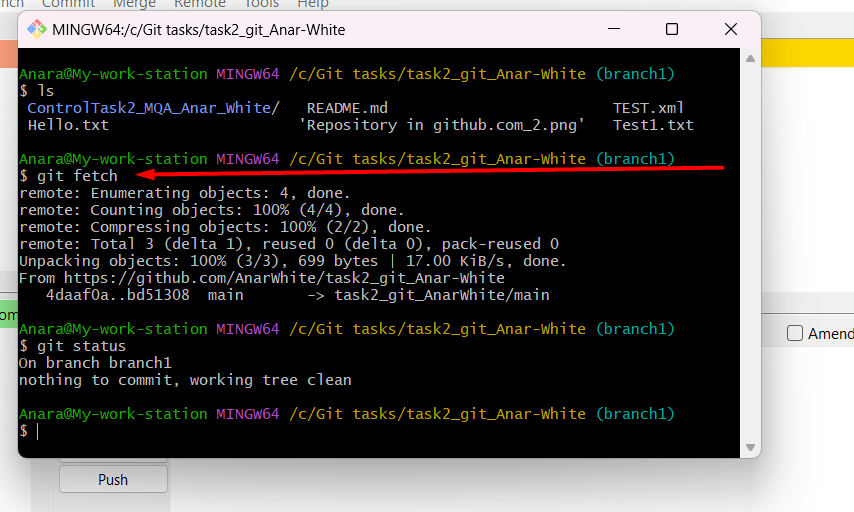 Commit Merge Remote Tools Help
MINGW64:/c/Git tasks/task2_git_Anar-White
Anara@My-work-station MINGW64 /c/Git tasks/task2_git_Anar-White (branch1)
$ ls
ControlTask2_MQA_Anar_White/ README.md TEST.xml
Hello.txt 'Repository in github.com_2.png' Test1.txt
Anara@My-work-station MINGW64 /c/Git tasks/task2_git_Anar-White (branch1)
$ git fetch
remote: Enumerating objects: 4, done.
remote: Counting objects: 100% (4/4), done.
remote: Compressing objects: 100% (2/2), done.
remote: Total 3 (delta 1), reused 0 (delta 0), pack-reused 0
Unpacking objects: 100% (3/3), 699 bytes | 17.00 KiB/s, done.
From https://github.com/AnarWhite/task2_git_Anar-White
4daaf0a..bd51308 main -> task2_git_AnarWhite/main
Anara@My-work-station MINGW64 /c/Git tasks/task2_git_Anar-White (branch1)
$ git status
On branch branch1
nothing to commit, working tree clean
Amend
Anara@My-work-station MINGW64 /c/Git tasks/task2_git_Anar-White (branch1)
$
Push